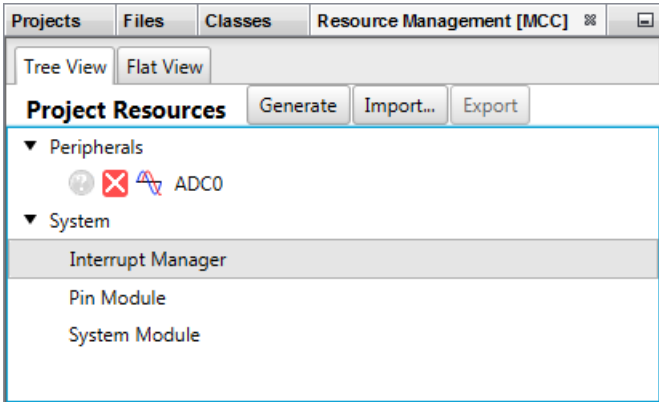 Projects Files Classes Resource Management [MCC]
Tree View Flat View
Project Resources Generate Import... Export
Peripherals
ADC0
System
Interrupt Manager
Pin Module
System Module